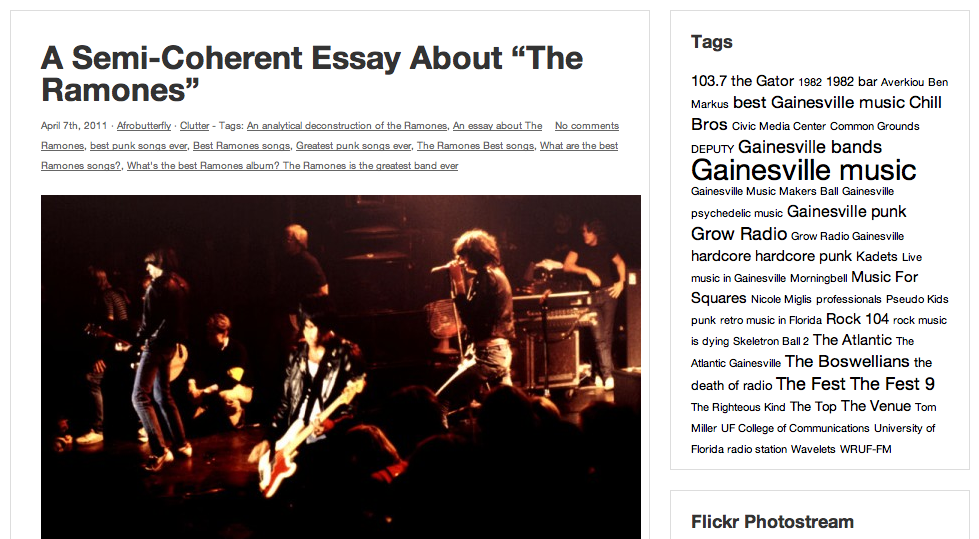 A Semi-Coherent Essay About “The
Ramones”
April 7th, 2011 · Afrobutterfly · Clutter - Tags: An analytical deconstruction of the Ramones, An essay about The No comments
Ramones, best punk songs ever, Best Ramones songs, Greatest punk songs ever, The Ramones Best songs, What are the best
Ramones songs?, What's the best Ramones album? The Ramones is the greatest band ever
Tags
103.7 the Gator 1982 1982 bar Averkiou Ben
Markus best Gainesville music Chill
Bros Civic Media Center Common Grounds
DEPUTY Gainesville bands
Gainesville music
Gainesville Music Makers Ball Gainesville
psychedelic music Gainesville punk
Grow Radio Grow Radio Gainesville
hardcore hardcore punk Kadets Live
music in Gainesville Morningbell Music For
Squares Nicole Miglis professionals Pseudo Kids
punk retro music in Florida Rock 104 rock music
is dying Skeletron Ball 2 The Atlantic The
Atlantic Gainesville The Boswellians the
death of radio The Fest The Fest 9
The Righteous Kind The Top The Venue Tom
Miller UF College of Communications University of
Florida radio station Wavelets WRUF-FM
Flickr Photostream